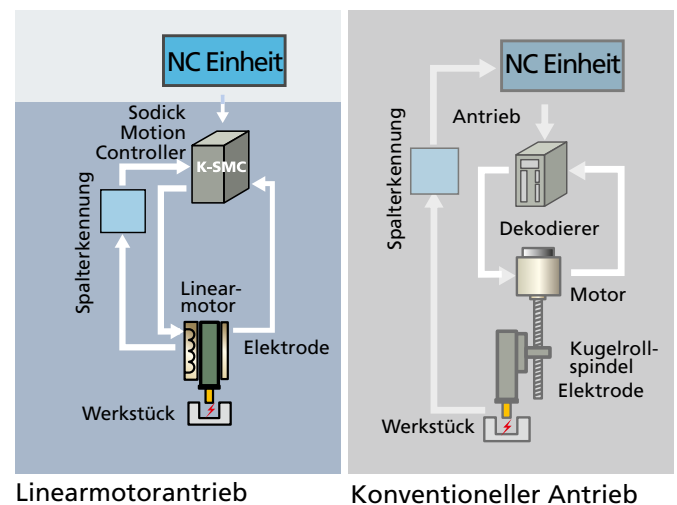 NC Einheit
Sodick
Motion
Controller
K-SMC
Spalterkennung
Linear-
motor
Elektrode
Werkstück
Linearmotorantrieb
NC Einheit
Antrieb
Spalterkennung
Dekodierer
Motor
Kugelroll-
spindel
Elektrode
Werkstück
Konventioneller Antrieb